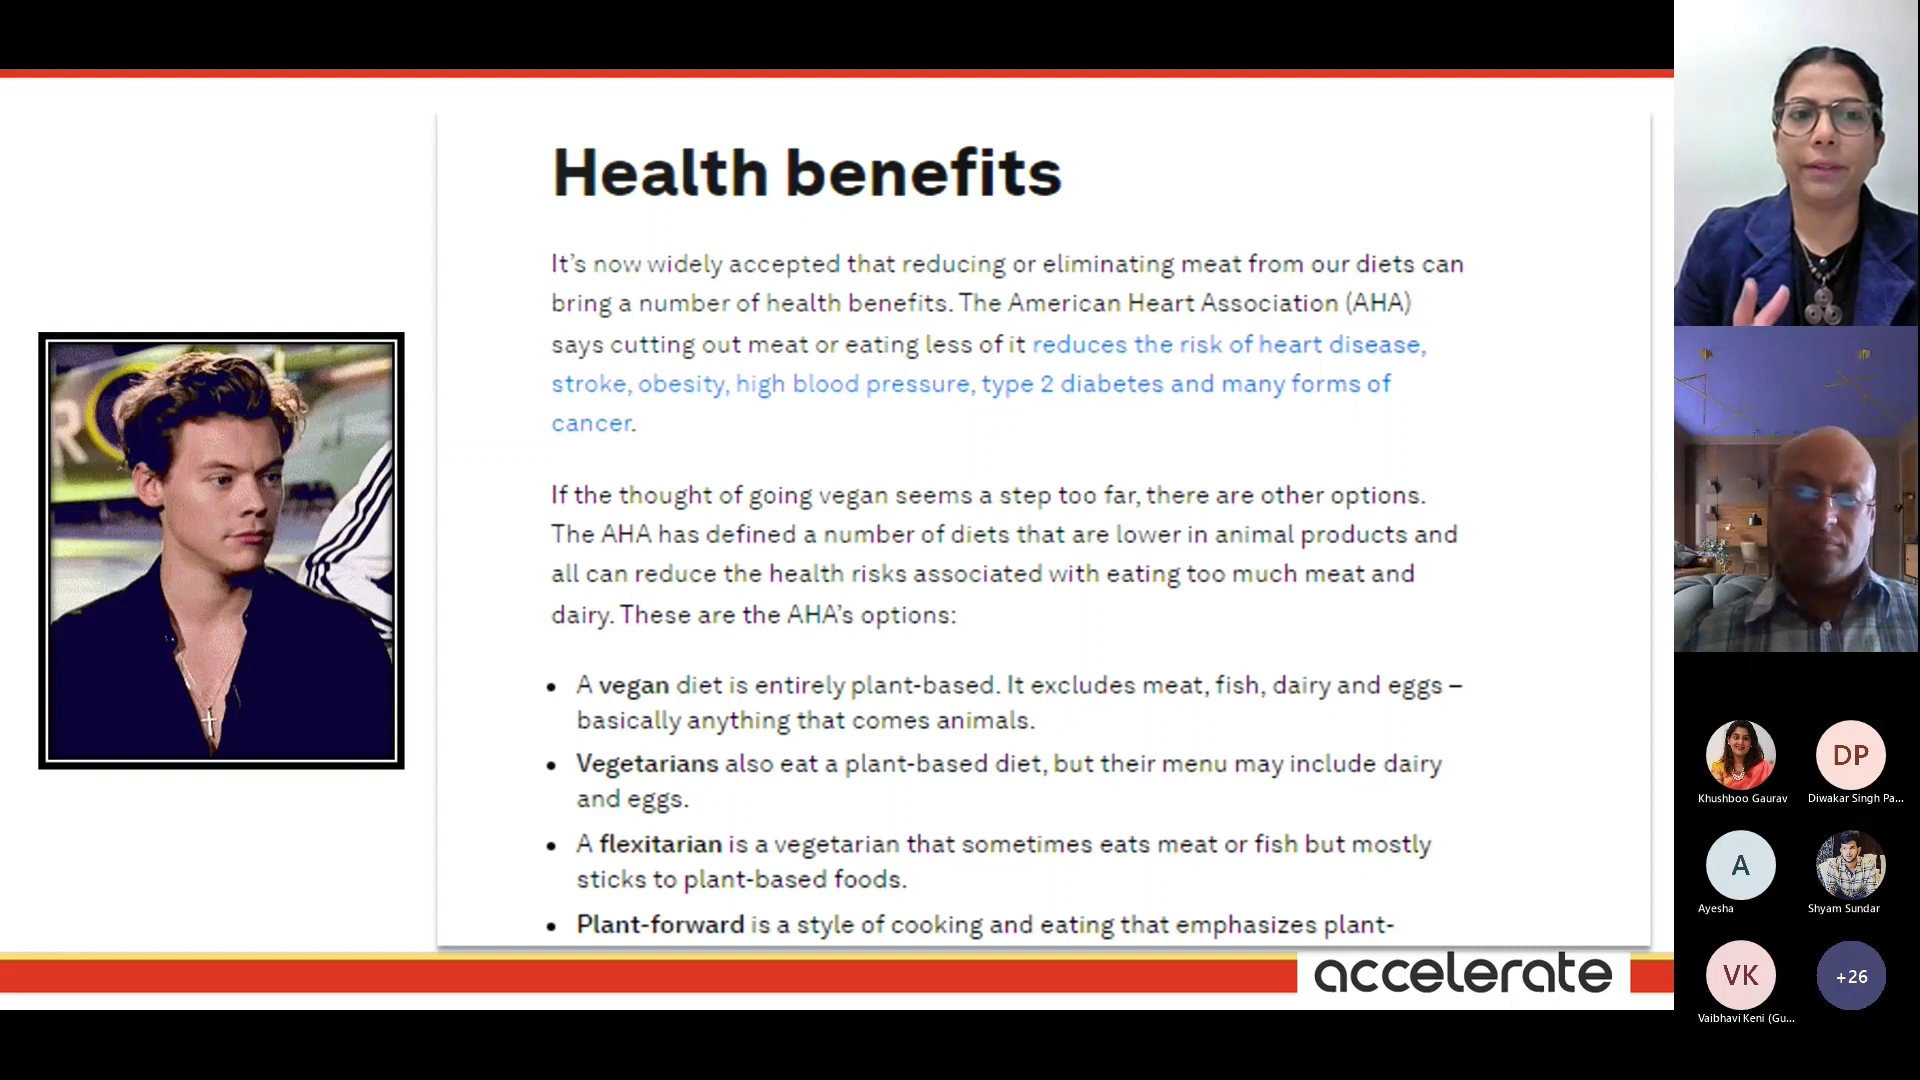 Health benefits
It's now widely accepted that reducing or eliminating meat from our diets can
bring a number of health benefits. The American Heart Association (AHA)
says cutting out meat or eating less of it reduces the risk of heart disease,
stroke, obesity, high blood pressure, type 2 diabetes and many forms of
cancer.
If the thought of going vegan seems a step too far, there are other options.
The AHA has defined a number of diets that are lower in animal products and
all can reduce the health risks associated with eating too much meat and
dairy. These are the AHA's options:
• A vegan diet is entirely plant-based. It excludes meat, fish, dairy and eggs –
basically anything that comes animals.
• Vegetarians also eat a plant-based diet, but their menu may include dairy
and eggs.
• A flexitarian is a vegetarian that sometimes eats meat or fish but mostly
sticks to plant-based foods.
• Plant-forward is a style of cooking and eating that emphasizes plant-
accelerate
R
Khushboo Gaurav
DP
Diwakar Singh Pa...
A
Ayesha
Shyam Sundar
VK
Vaibhavi Keni (Gu...
+26